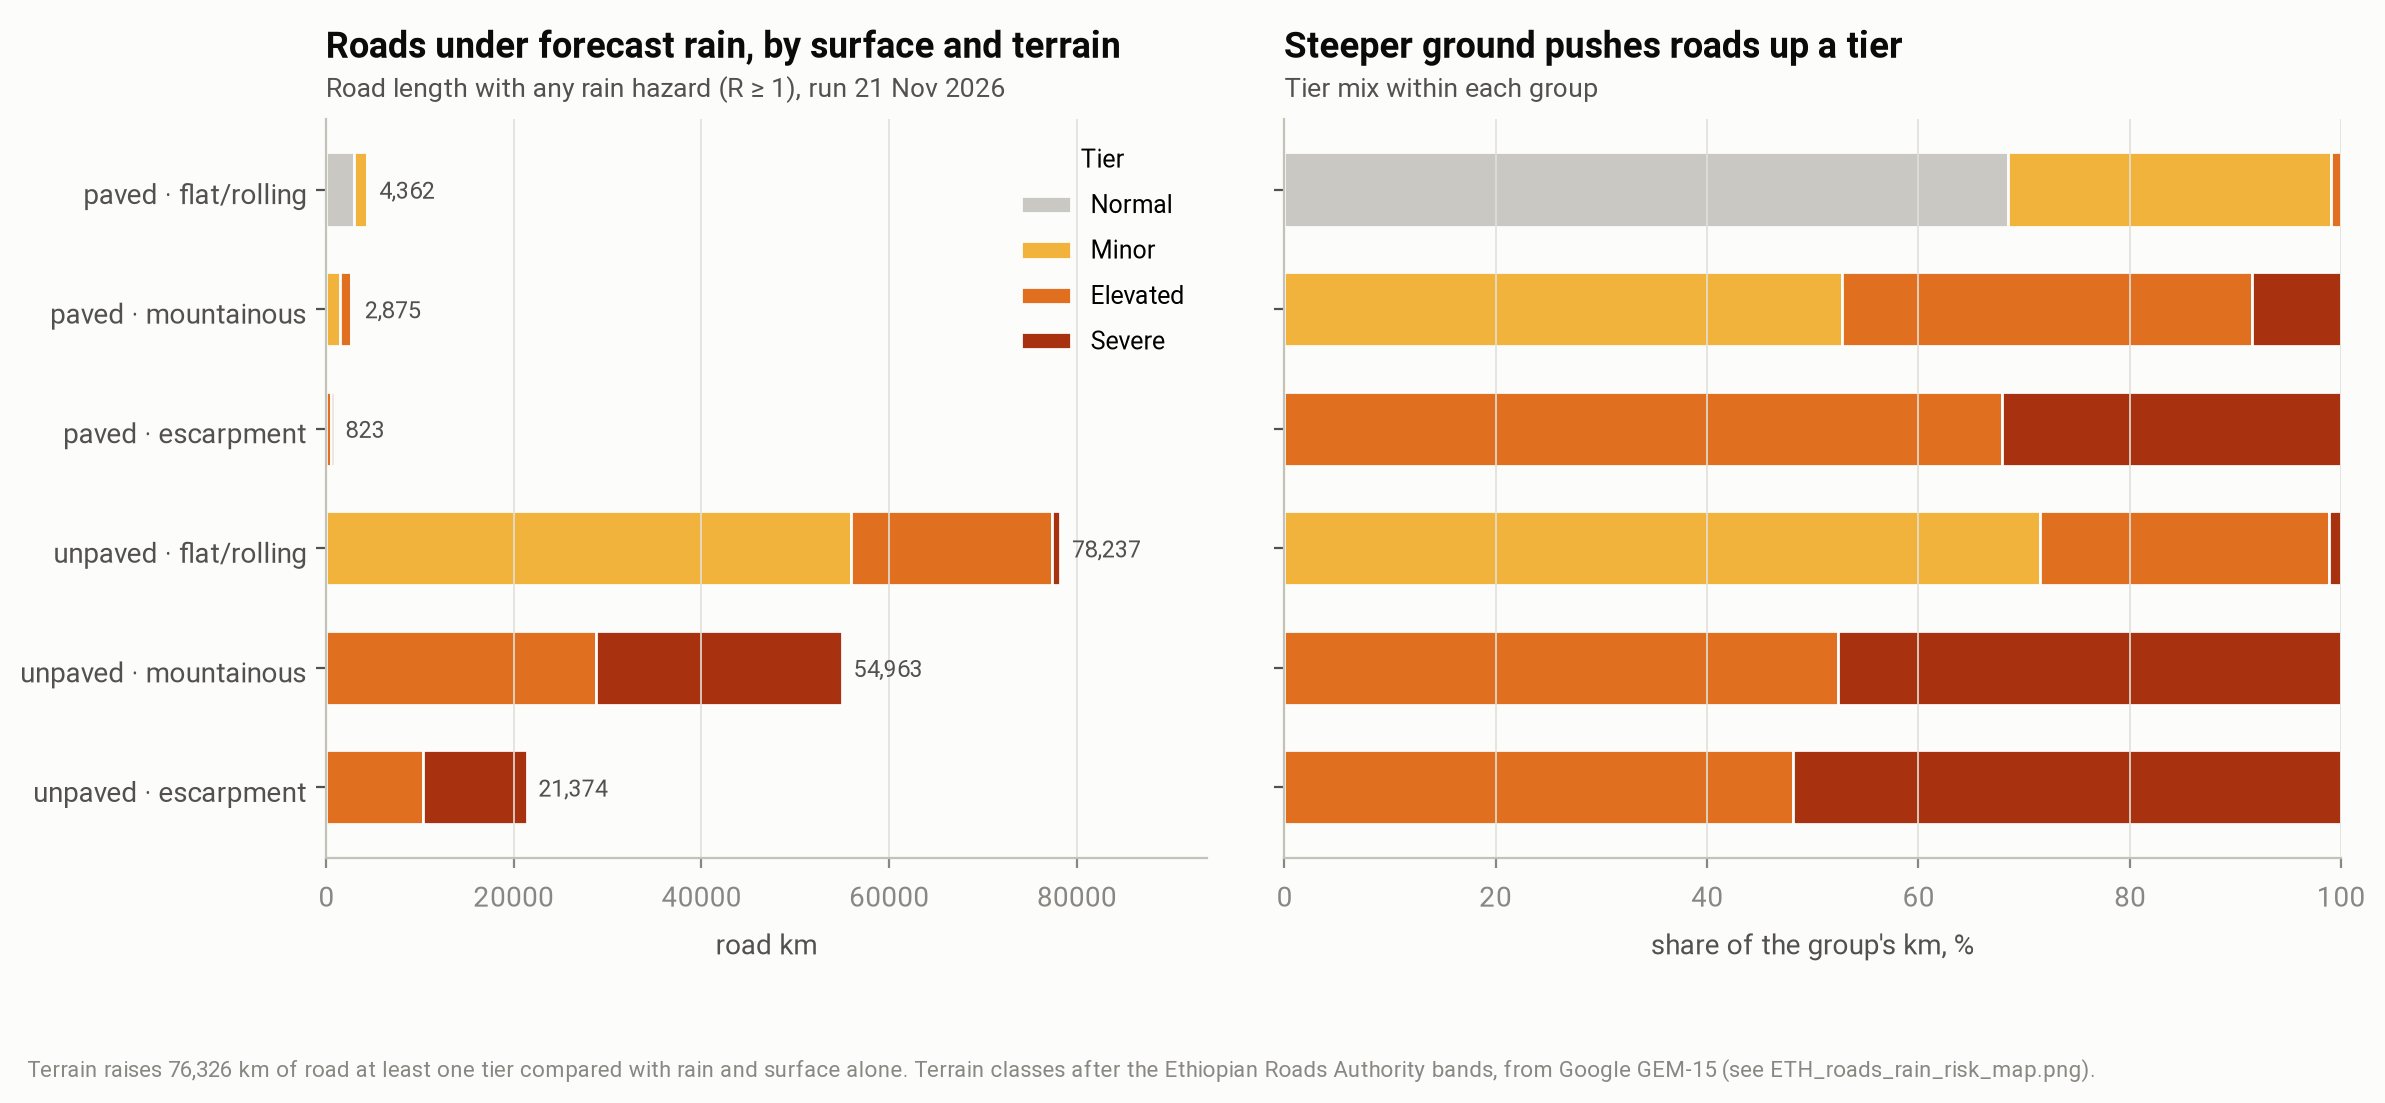 Roads under forecast rain, by surface and terrain
Road length with any rain hazard (R ≥ 1), run 21 Nov 2026
Tier
Normal
Minor
Elevated
Severe
paved · flat/rolling
4,362
paved · mountainous
2,875
paved · escarpment
823
unpaved · flat/rolling
78,237
unpaved · mountainous
54,963
unpaved · escarpment
21,374
0 20000 40000 60000 80000
road km
Steeper ground pushes roads up a tier
Tier mix within each group
0 20 40 60 80 100
share of the group's km, %
Terrain raises 76,326 km of road at least one tier compared with rain and surface alone. Terrain classes after the Ethiopian Roads Authority bands, from Google GEM-15 (see ETH_roads_rain_risk_map.png).